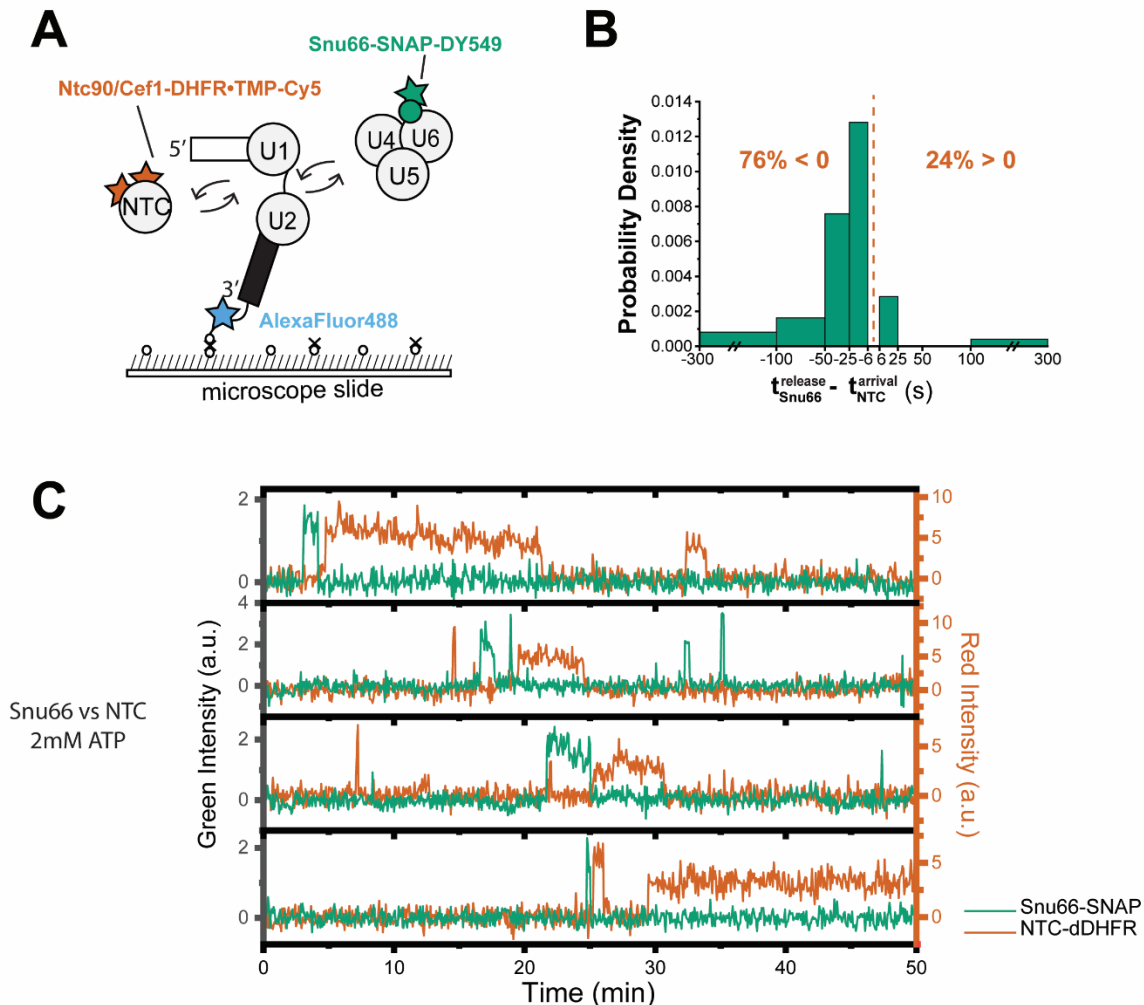 A
Snu66-SNAP-DY549
Ntc90/Cef1-DHFR•TMP-Cy5
5'
U1
U4
U6
U5
NTC
U2
3'
AlexaFluor488
microscope slide
B
Probability Density
0.014
0.012
0.010
0.008
0.006
0.004
0.002
0.000
76% < 0
24% > 0
-300
-100
-50
-25
-6
6
25
50
100
300
t release Snu66 - t arrival NTC (s)
C
Snu66 vs NTC
2mM ATP
Green Intensity (a.u.)
2
0
4
2
0
2
0
2
0
10
5
0
10
5
0
5
0
5
0
Red Intensity (a.u.)
0
10
20
30
40
50
Time (min)
Snu66-SNAP
NTC-dDHFR